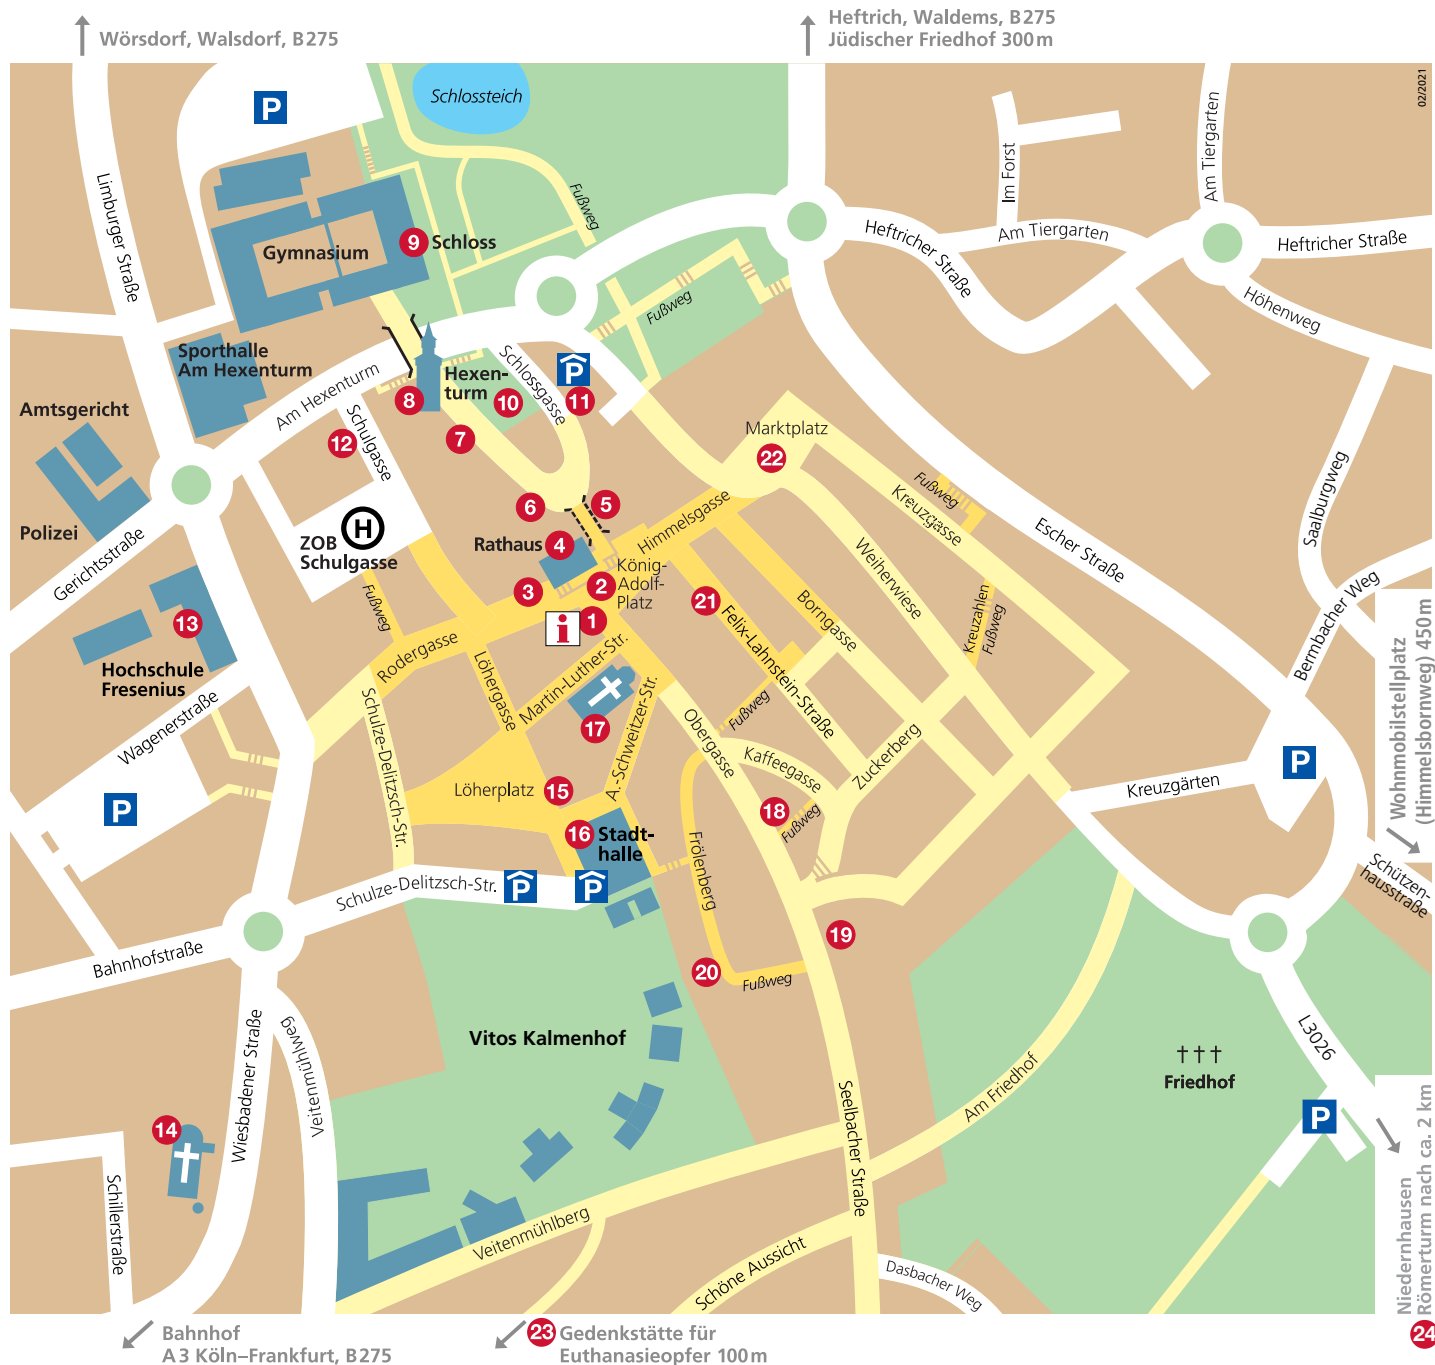 Wörsdorf, Walsdorf, B275
Heftrich, Waldems, B275
Jüdischer Friedhof 300m
02/2021
P
Schlossteich
Fußweg
Limburger Straße
Gymnasium
9 Schloss
Im Forst
Am Tiergarten
Am Tiergarten
Heftricher Straße
Heftricher Straße
Höhenweg
Fußweg
Sporthalle
Am Hexenturm
Am Hexenturm
Hexen-
turm
8
10
Schlossgasse
P
11
7
Amtsgericht
Polizei
Gerichtsstraße
12
Schulgasse
H
ZOB
Schulgasse
Marktplatz
22
Fußweg
Kreuzgasse
Escher Straße
Saalburgweg
Bermbacher Weg
6
5
Rathaus 4
Himmelsgasse
König-
Adolf-
Platz
3
2
1
i
21
Weiherwiese
Borngasse
Felix-Lahnstein-Straße
Kreuzahlen
Fußweg
Wohnmobilstellplatz
(Himmelsbornweg) 450m
13
Hochschule
Fresenius
Fußweg
Rodergasse
Löhergasse
Martin-Luther-Str.
17
A.-Schweitzer-Str.
Obergasse
Fußweg
Kaffeegasse
Zuckerberg
Wagenerstraße
Schulze-Delitzsch-Str.
P
Löherplatz
15
16 Stadt-
halle
18
Fußweg
Frölenberg
Kreuzgärten
P
Schützen-
hausstraße
Schulze-Delitzsch-Str.
P
P
Bahnhofstraße
19
20
Fußweg
Wiesbadener Straße
Veitenmühlweg
Vitos Kalmenhof
L3026
†††
Friedhof
P
Am Friedhof
Seelbacher Straße
14
Schillerstraße
Veitenmühlberg
Schöne Aussicht
Dasbacher Weg
Niedernhausen
Römerturm nach ca. 2 km
24
Bahnhof
A3 Köln–Frankfurt, B275
23 Gedenkstätte für
Euthanasieopfer 100m